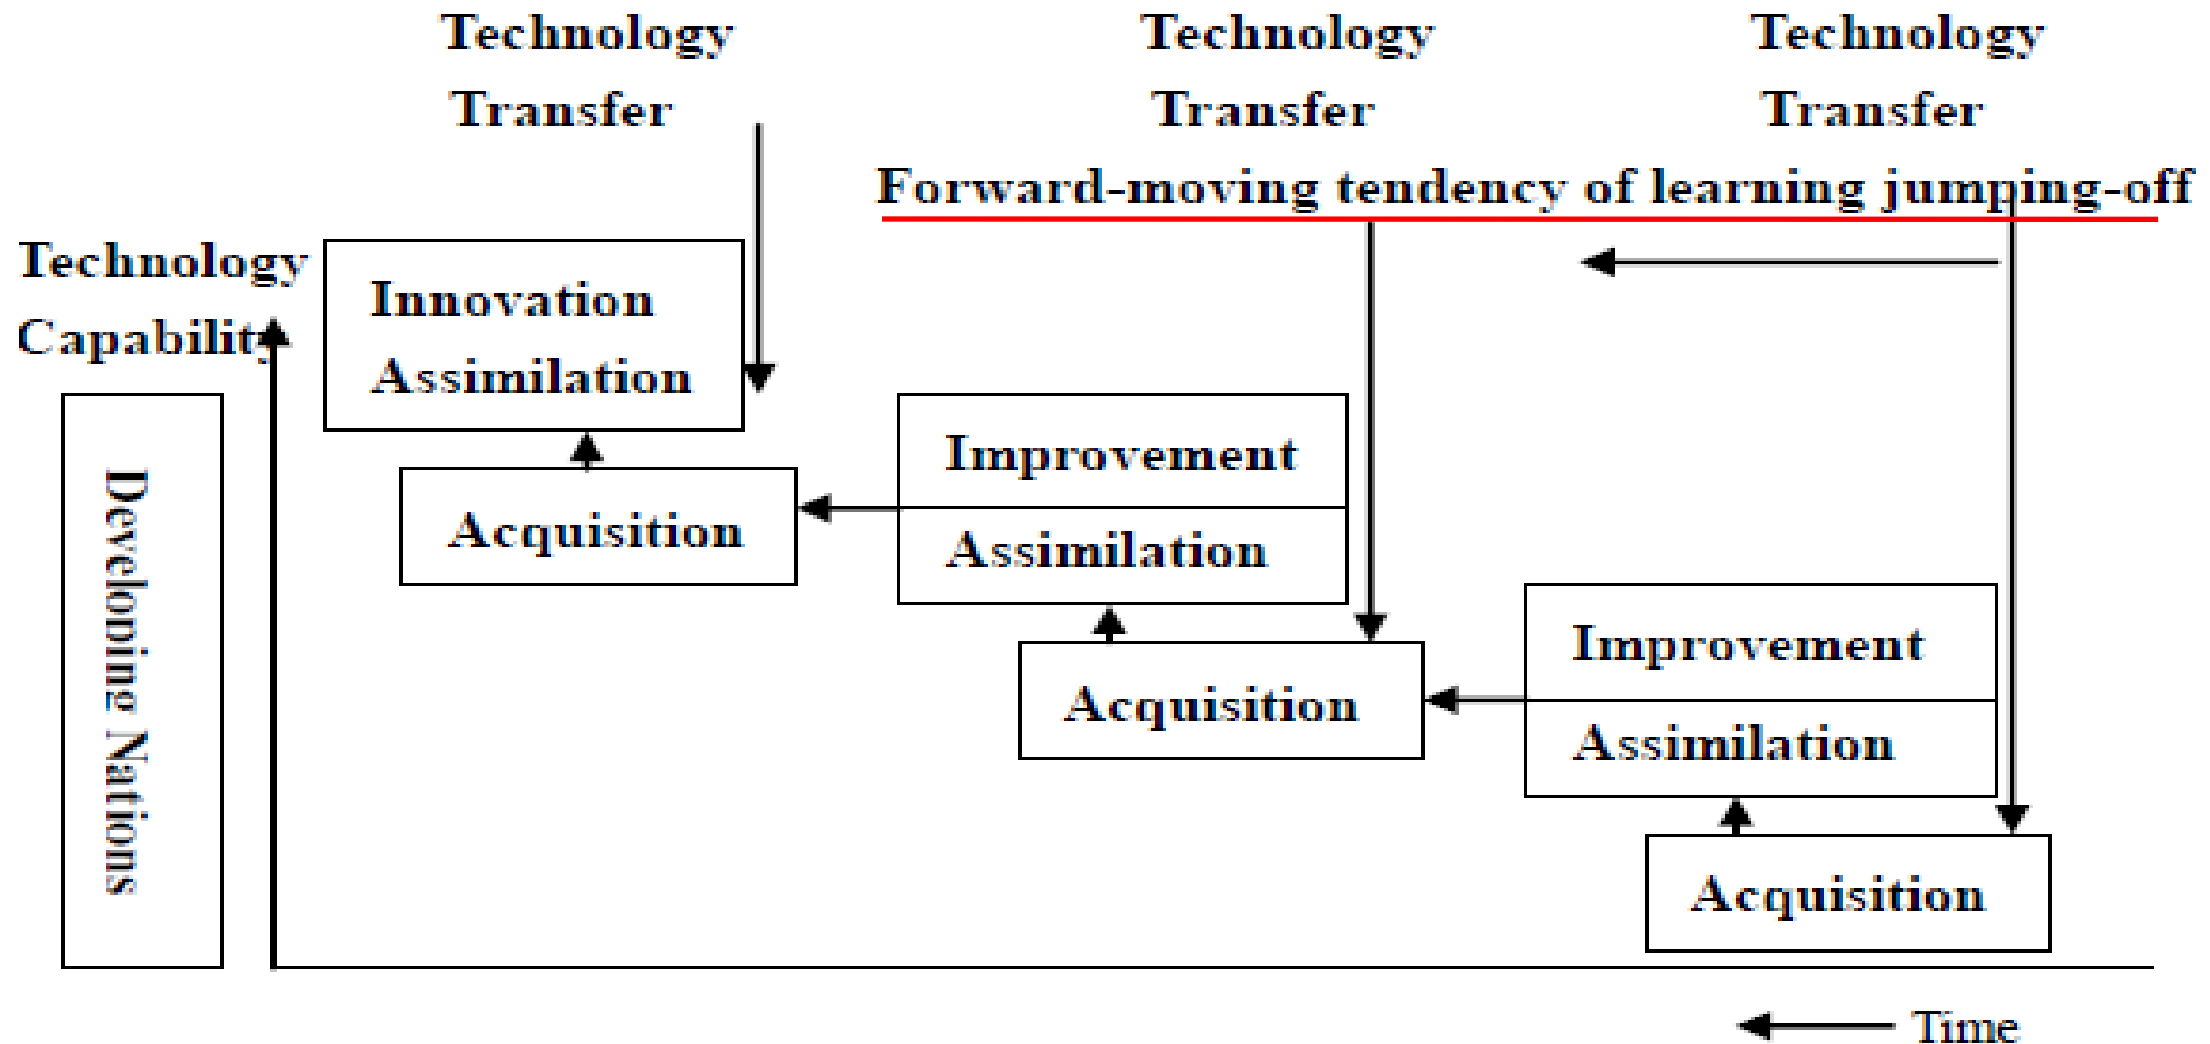 Technology
Transfer
Technology
Transfer
Technology
Transfer
Forward-moving tendency of learning jumping-off
Technology
Capability
Innovation
Assimilation
Acquisition
Improvement
Assimilation
Acquisition
Improvement
Assimilation
Acquisition
Developing Nations
Time